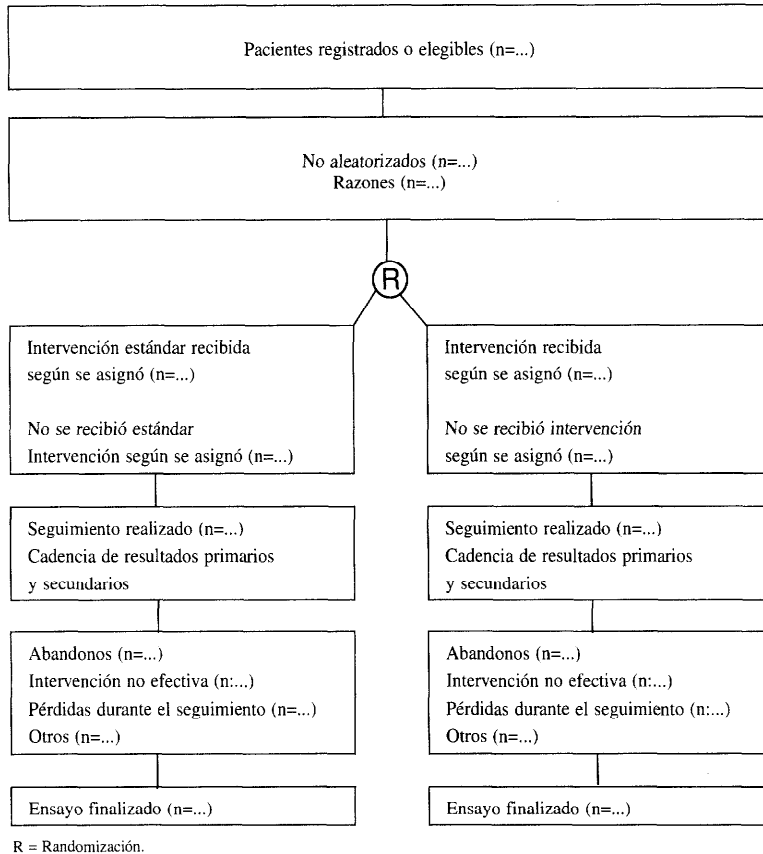 Pacientes registrados o elegibles (n=...)
No aleatorizados (n=...)
Razones (n=...)
R
Intervención estándar recibida
según se asignó (n=...)
No se recibió estándar
Intervención según se asignó (n=...)
Intervención recibida
según se asignó (n=...)
No se recibió intervención
según se asignó (n=...)
Seguimiento realizado (n=...)
Cadencia de resultados primarios
y secundarios
Seguimiento realizado (n=...)
Cadencia de resultados primarios
y secundarios
Abandonos (n=...)
Intervención no efectiva (n:...)
Pérdidas durante el seguimiento (n=...)
Otros (n=...)
Abandonos (n=...)
Intervención no efectiva (n:...)
Pérdidas durante el seguimiento (n:...)
Otros (n=...)
Ensayo finalizado (n=...)
Ensayo finalizado (n=...)
R = Randomización.